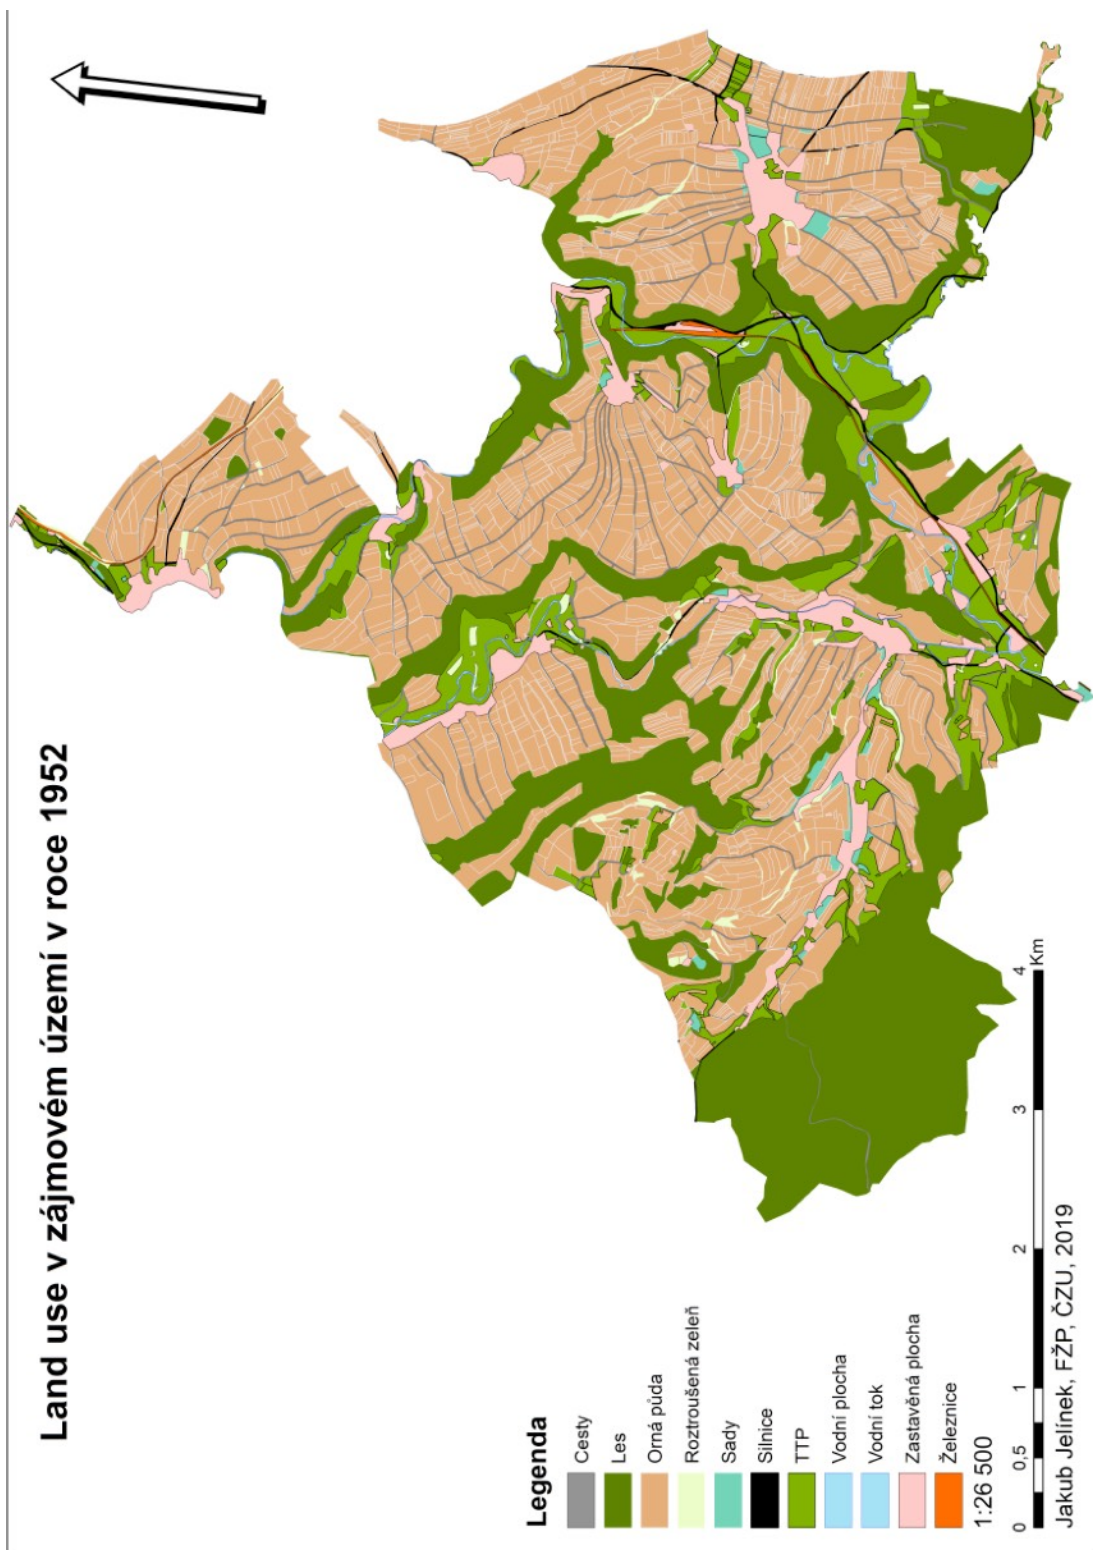 Land use v zájmovém území v roce 1952
Legenda
Cesty
Les
Orná půda
Roztroušená zeleň
Sady
Silnice
TTP
Vodní plocha
Vodní tok
Zastavěná plocha
Železnice
1:26 500
0 0,5 1 2 3 4 Km
Jakub Jelínek, FŽP, ČZU, 2019